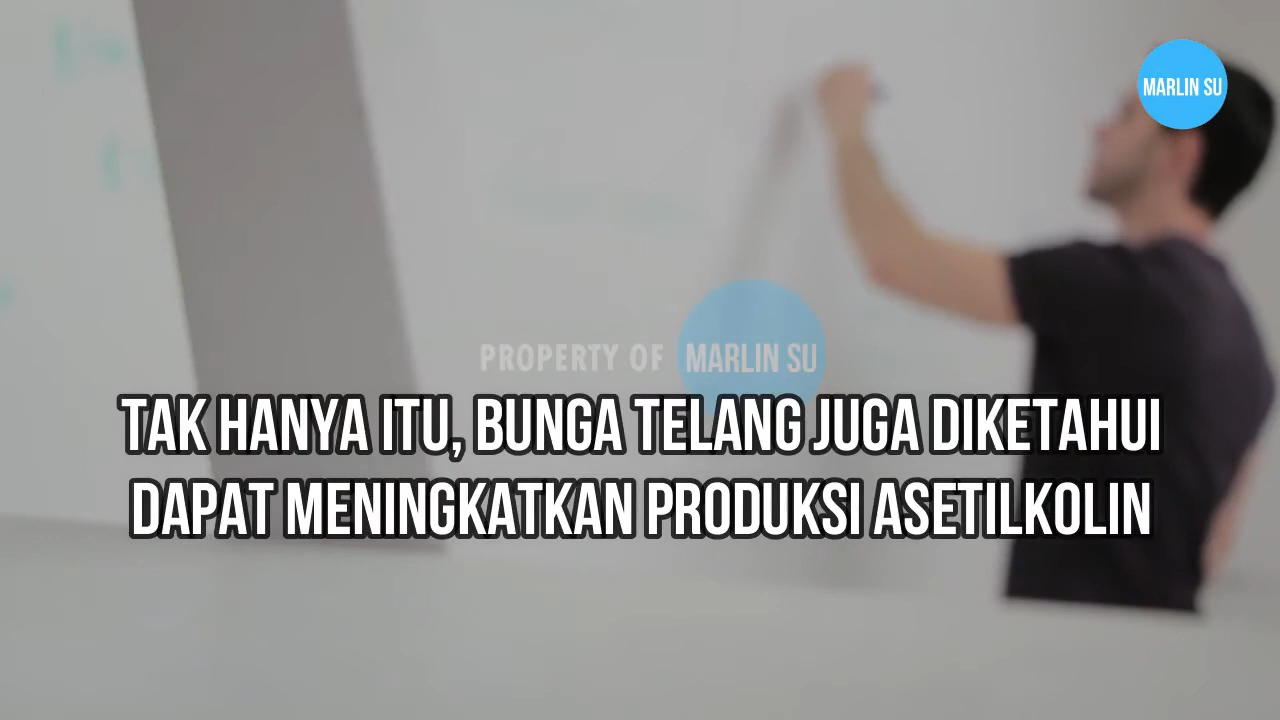 MARLIN SU
PROPERTY OF MARLIN SU
TAK HANYA ITU, BUNGA TELANG JUGA DIKETAHUI
DAPAT MENINGKATKAN PRODUKSI ASETILKOLIN